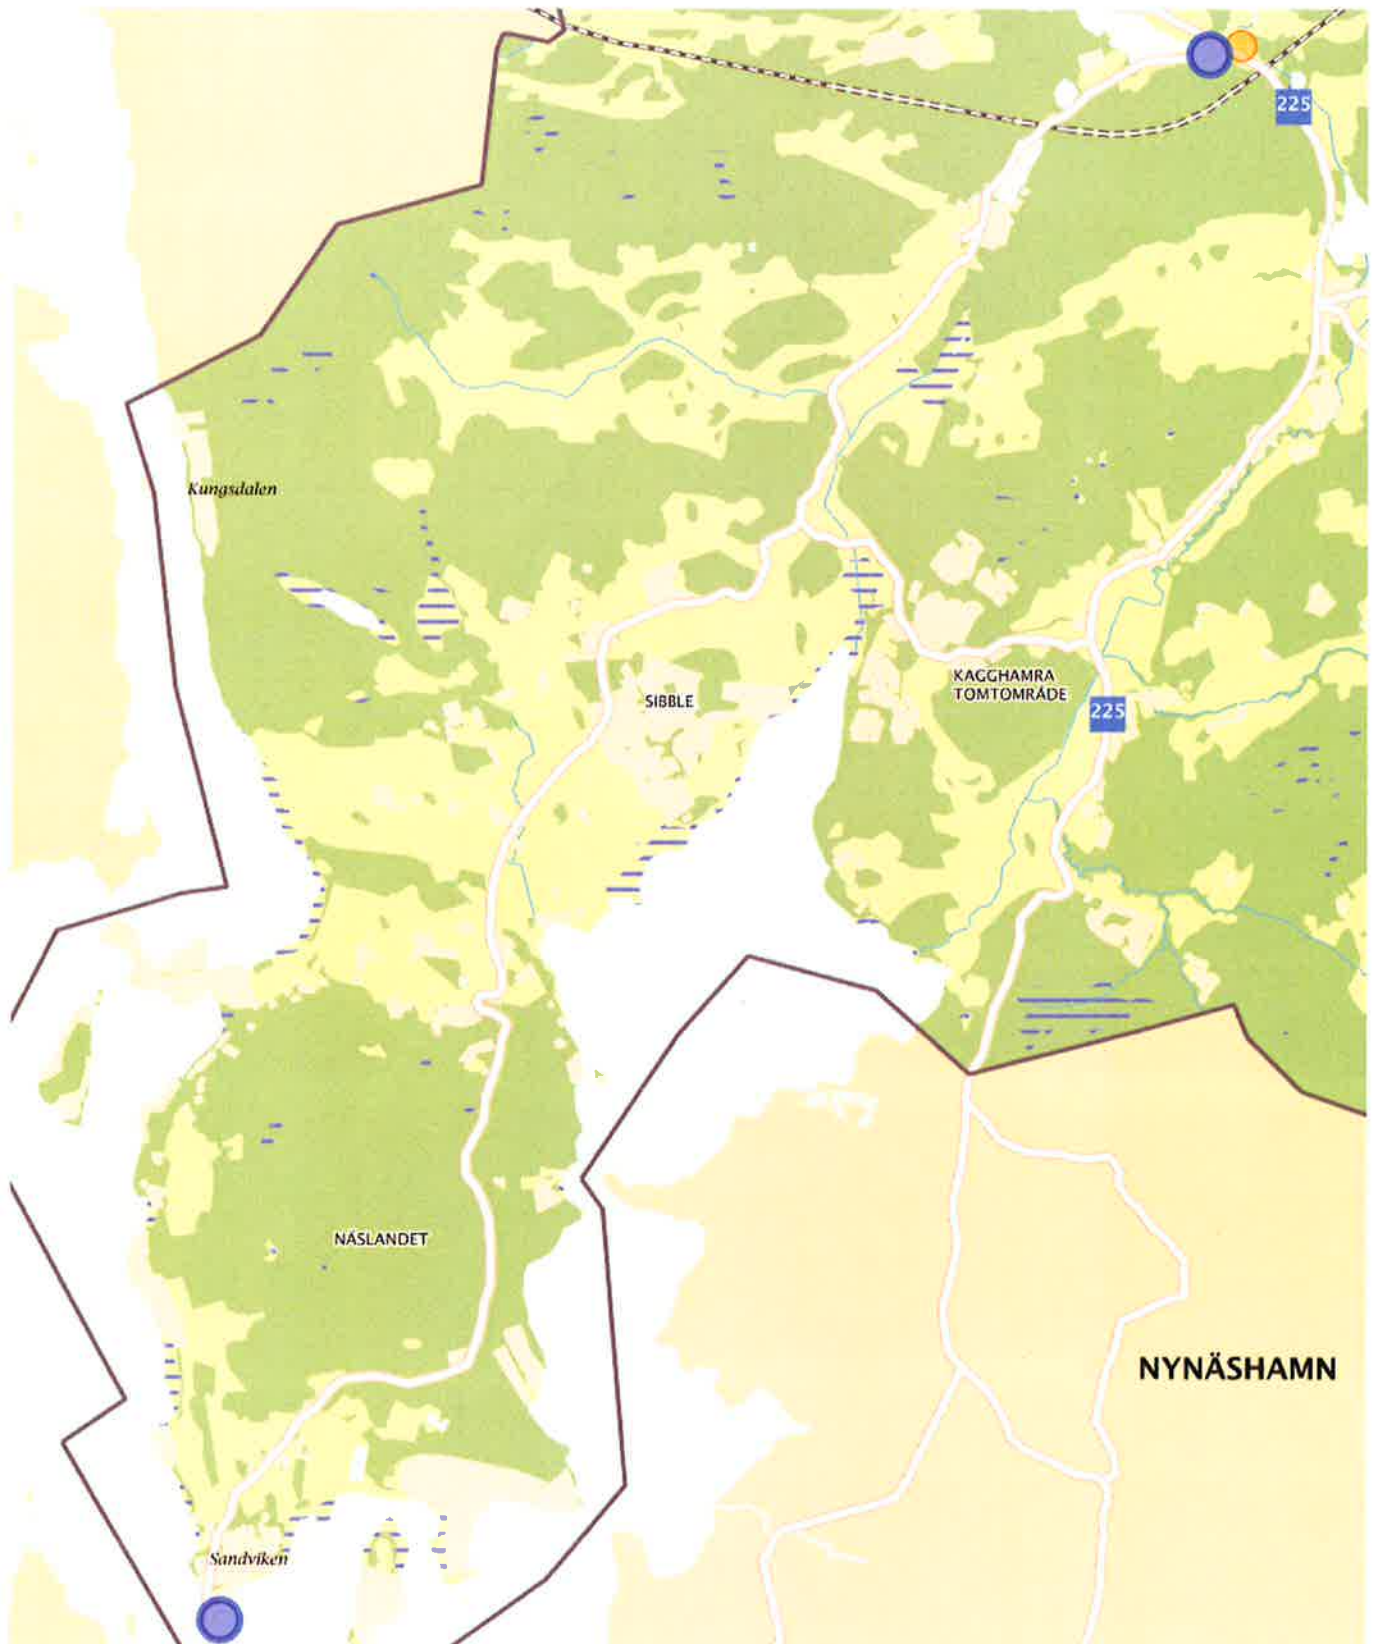 225
Kungsdalen
KAGGHAMRA
TOMTOMRÅDE
SIBBLE
225
NÄSLANDET
NYNÄSHAMN
Sandviken